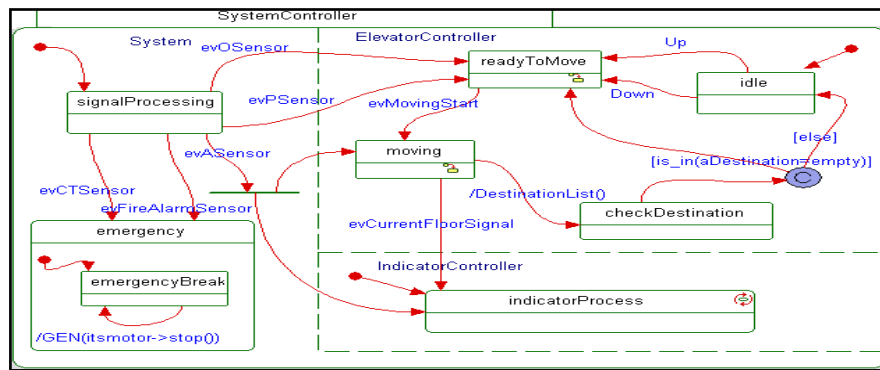 SystemController
System
ElevatorController
evOSensor
readyToMove
Up
idle
signalProcessing
evPSensor
evMovingStart
Down
evASensor
moving
[else]
[is_in(aDestination=empty)]
C
evCTSensor
/DestinationList()
evFireAlarmSensor
checkDestination
emergency
evCurrentFloorSignal
IndicatorController
emergencyBreak
indicatorProcess
/GEN(itsmotor->stop())